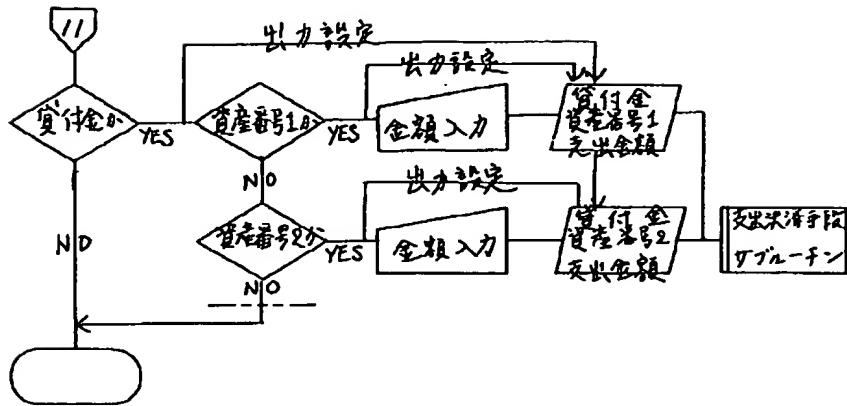 11
出力設定
出力設定
貸付金か
YES
資産番号1か
YES
金額入力
貸付金
資産番号1
支出金額
NO
出力設定
NO
資産番号2か
YES
金額入力
貸付金
資産番号2
支出金額
支出決済手段
サブルーチン
NO